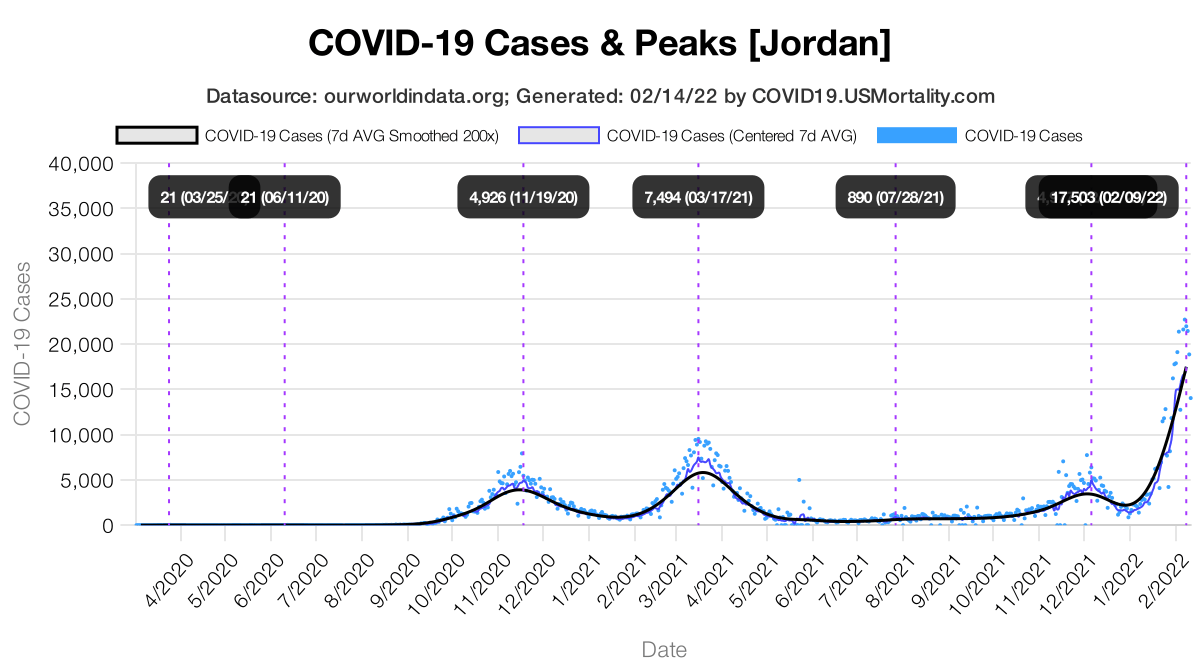 COVID-19 Cases & Peaks [Jordan]
Datasource: ourworldindata.org; Generated: 02/14/22 by COVID19.USMortality.com
COVID-19 Cases (7d AVG Smoothed 200x) COVID-19 Cases (Centered 7d AVG) COVID-19 Cases
40,000
21 (03/25/ 21 (06/11/20) 4,926 (11/19/20) 7,494 (03/17/21) 890 (07/28/21) 17,503 (02/09/22)
35,000
30,000
25,000
20,000
15,000
10,000
5,000
0
COVID-19 Cases
4/2020 5/2020 6/2020 7/2020 8/2020 9/2020 10/2020 11/2020 12/2020 1/2021 2/2021 3/2021 4/2021 5/2021 6/2021 7/2021 8/2021 9/2021 10/2021 11/2021 12/2021 1/2022 2/2022
Date